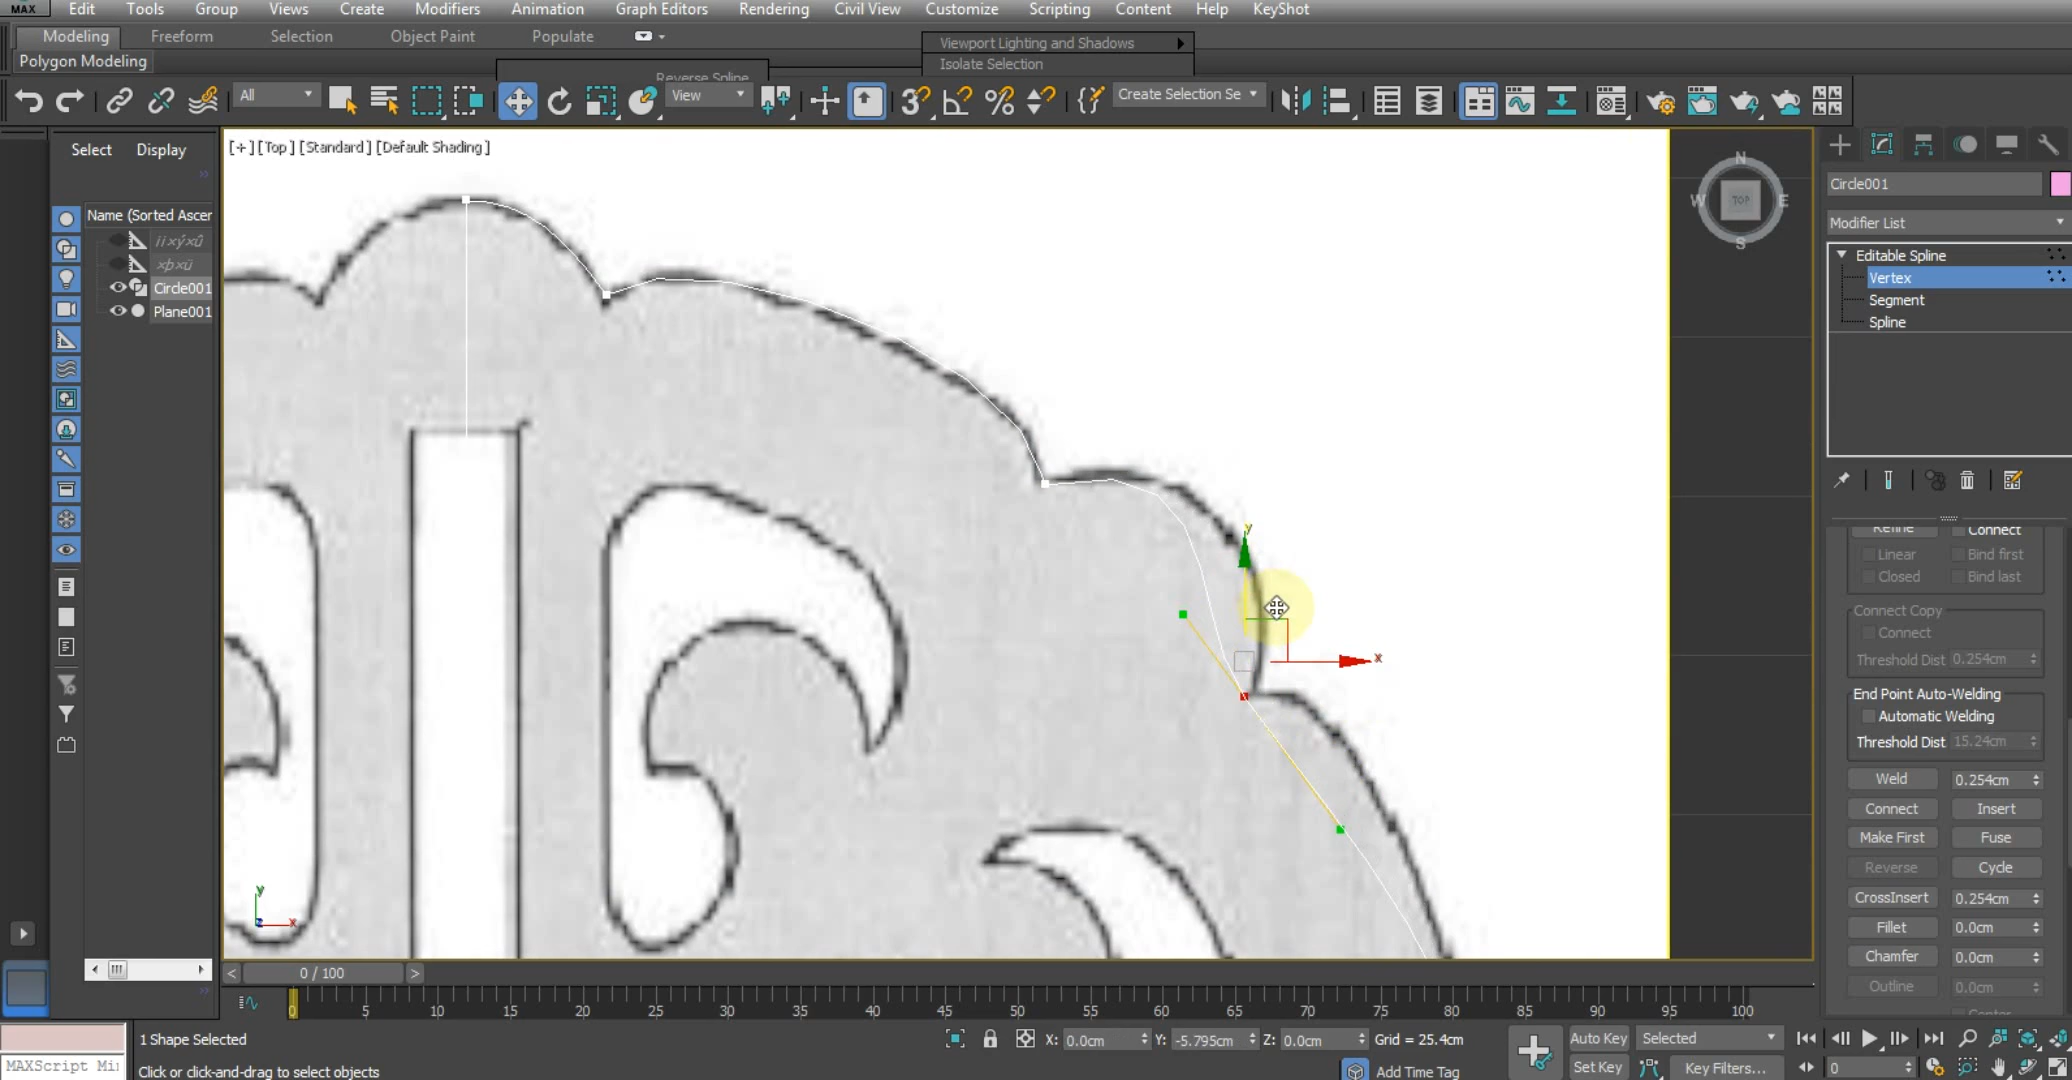 MAX Edit Tools Group Views Create Modifiers Animation Graph Editors Rendering Civil View Customize Scripting Content Help KeyShot
Modeling Freeform Selection Object Paint Populate
Viewport Lighting and Shadows
Isolate Selection
Polygon Modeling
Reverse Spline
All
View
Create Selection Se
Select Display
[+] [Top] [Standard] [Default Shading]
Name (Sorted Ascer
Circle001
Plane001
N
W TOP E
S
y
x
y
x
Circle001
Modifier List
Editable Spline
Vertex
Segment
Spline
Refine Connect
Linear Bind first
Closed Bind last
Connect Copy
Connect
Threshold Dist 0.254cm
End Point Auto-Welding
Automatic Welding
Threshold Dist 15.24cm
Weld 0.254cm
Connect Insert
Make First Fuse
Reverse Cycle
CrossInsert 0.254cm
Fillet 0.0cm
Chamfer 0.0cm
Outline 0.0cm
Center
< 0 / 100 >
0 5 10 15 20 25 30 35 40 45 50 55 60 65 70 75 80 85 90 95 100
1 Shape Selected
X: 0.0cm Y: -5.795cm Z: 0.0cm Grid = 25.4cm
Auto Key Selected
MAXScript Mi
Click or click-and-drag to select objects
Add Time Tag
Set Key Key Filters... 0